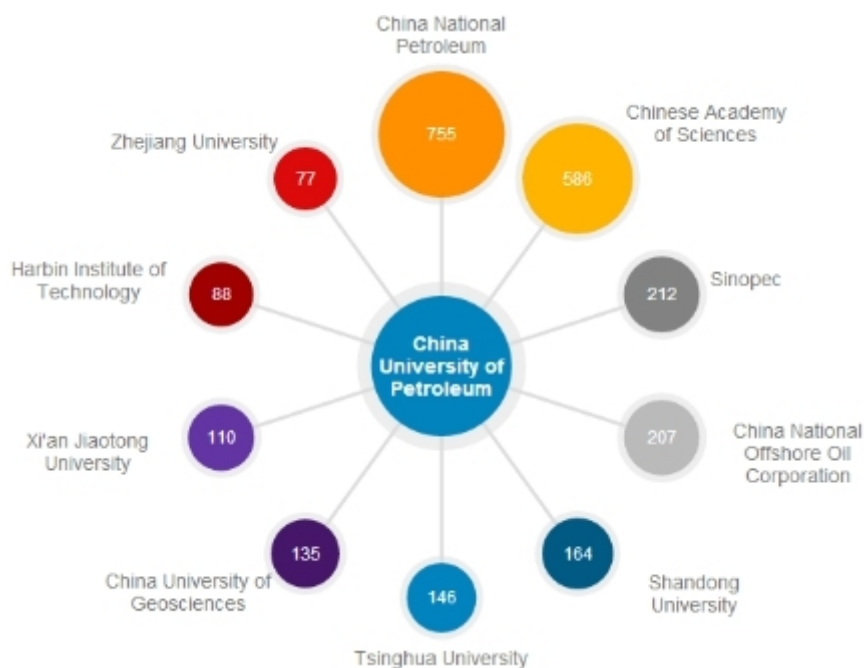 China National
Petroleum
755
Chinese Academy
of Sciences
586
Sinopec
212
China National
Offshore Oil
Corporation
207
Shandong
University
164
Tsinghua University
146
China University of
Geosciences
135
Xi'an Jiaotong
University
110
Harbin Institute of
Technology
88
Zhejiang University
77
China
University of
Petroleum